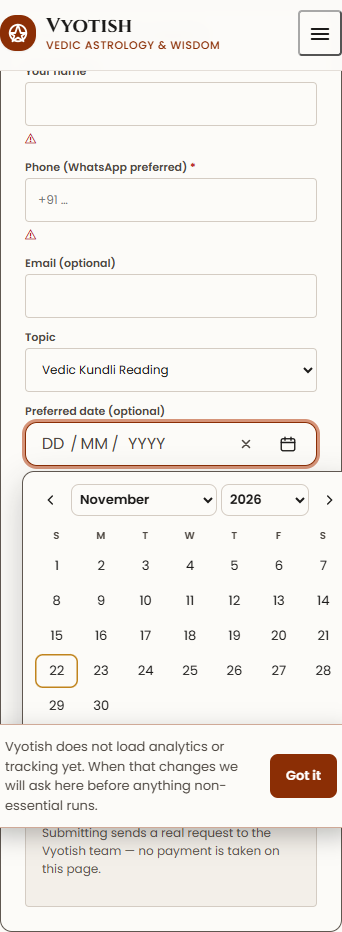 VYOTISH
VEDIC ASTROLOGY & WISDOM
Your name
Phone (WhatsApp preferred) *
+91 ...
Email (optional)
Topic
Vedic Kundli Reading
Preferred date (optional)
DD / MM / YYYY
November 2026
S M T W T F S
1 2 3 4 5 6 7
8 9 10 11 12 13 14
15 16 17 18 19 20 21
22 23 24 25 26 27 28
29 30
Vyotish does not load analytics or
tracking yet. When that changes we
will ask here before anything non-
essential runs.
Got it
Submitting sends a real request to the
Vyotish team — no payment is taken on
this page.